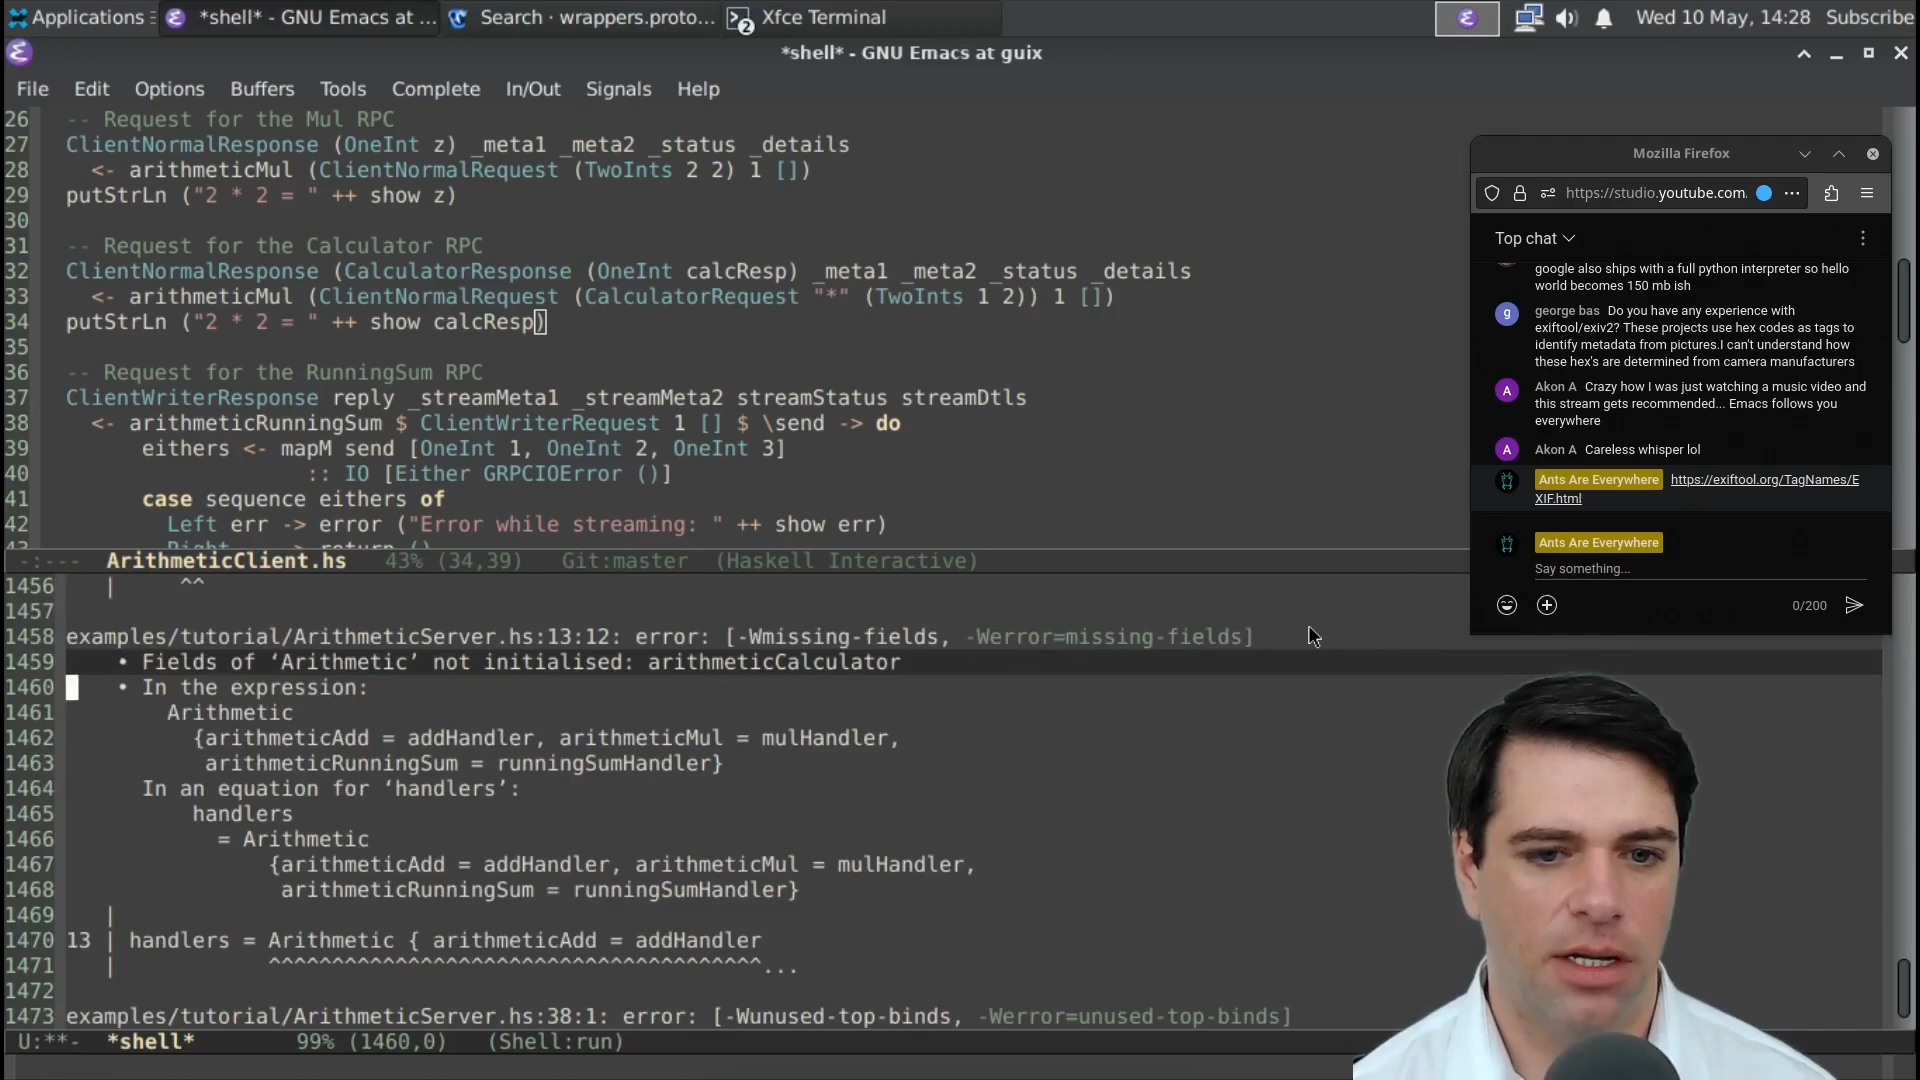 Applications
*shell* - GNU Emacs at ...
Search · wrappers.proto...
2
Xfce Terminal
Wed 10 May, 14:28
Subscribe
*shell* - GNU Emacs at guix
File Edit Options Buffers Tools Complete In/Out Signals Help
26 -- Request for the Mul RPC
27 ClientNormalResponse (OneInt z) _meta1 _meta2 _status _details
28 <- arithmeticMul (ClientNormalRequest (TwoInts 2 2) 1 [])
29 putStrLn ("2 * 2 = " ++ show z)
30
31 -- Request for the Calculator RPC
32 ClientNormalResponse (CalculatorResponse (OneInt calcResp) _meta1 _meta2 _status _details
33 <- arithmeticMul (ClientNormalRequest (CalculatorRequest "*" (TwoInts 1 2)) 1 [])
34 putStrLn ("2 * 2 = " ++ show calcResp)
35
36 -- Request for the RunningSum RPC
37 ClientWriterResponse reply _streamMeta1 _streamMeta2 streamStatus streamDtls
38 <- arithmeticRunningSum $ ClientWriterRequest 1 [] $ \send -> do
39 eithers <- mapM send [OneInt 1, OneInt 2, OneInt 3]
40 :: IO [Either GRPCIOError ()]
41 case sequence eithers of
42 Left err -> error ("Error while streaming: " ++ show err)
43 Right -> return ()
-:--- ArithmeticClient.hs 43% (34,39) Git:master (Haskell Interactive)
1456 | ^^
1457
1458 examples/tutorial/ArithmeticServer.hs:13:12: error: [-Wmissing-fields, -Werror=missing-fields]
1459 • Fields of ‘Arithmetic’ not initialised: arithmeticCalculator
1460 • In the expression:
1461 Arithmetic
1462 {arithmeticAdd = addHandler, arithmeticMul = mulHandler,
1463 arithmeticRunningSum = runningSumHandler}
1464 In an equation for ‘handlers’:
1465 handlers
1466 = Arithmetic
1467 {arithmeticAdd = addHandler, arithmeticMul = mulHandler,
1468 arithmeticRunningSum = runningSumHandler}
1469 |
1470 13 | handlers = Arithmetic { arithmeticAdd = addHandler
1471 | ^^^^^^^^^^^^^^^^^^^^^^^^^^^^^^^^^^^^^^^...
1472
1473 examples/tutorial/ArithmeticServer.hs:38:1: error: [-Wunused-top-binds, -Werror=unused-top-binds]
U:**- *shell* 99% (1460,0) (Shell:run)
Mozilla Firefox
https://studio.youtube.com
Top chat
google also ships with a full python interpreter so hello
world becomes 150 mb ish
g
george bas Do you have any experience with
exiftool/exiv2? These projects use hex codes as tags to
identify metadata from pictures.I can't understand how
these hex's are determined from camera manufacturers
A
Akon A Crazy how I was just watching a music video and
this stream gets recommended... Emacs follows you
everywhere
A
Akon A Careless whisper lol
Ants Are Everywhere https://exiftool.org/TagNames/E
XIF.html
Ants Are Everywhere
Say something...
0/200